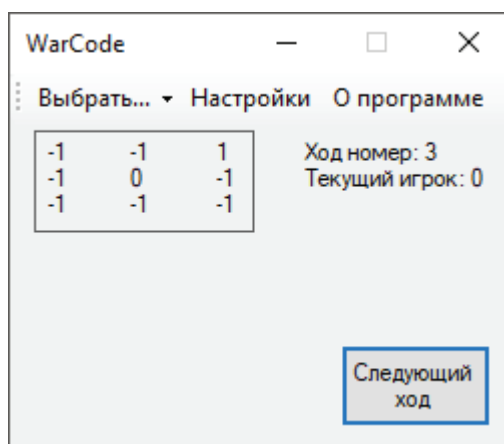 WarCode
Выбрать... Настройки О программе
-1 -1 1
-1 0 -1
-1 -1 -1
Ход номер: 3
Текущий игрок: 0
Следующий
ход